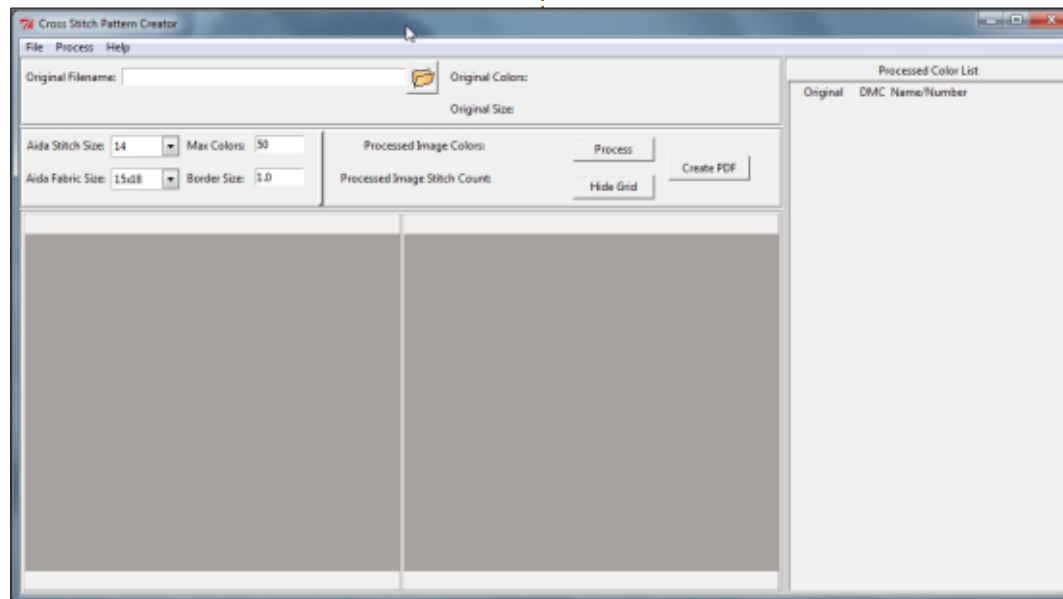 Cross Stitch Pattern Creator
File Process Help
Original Filename: Original Colors:
Original Size:
Aida Stitch Size: 14 Max Colors: 50 Processed Image Colors: Process
Aida Fabric Size: 15x18 Border Size: 1.0 Processed Image Stitch Count: Hide Grid
Create PDF
Processed Color List
Original DMC Name/Number